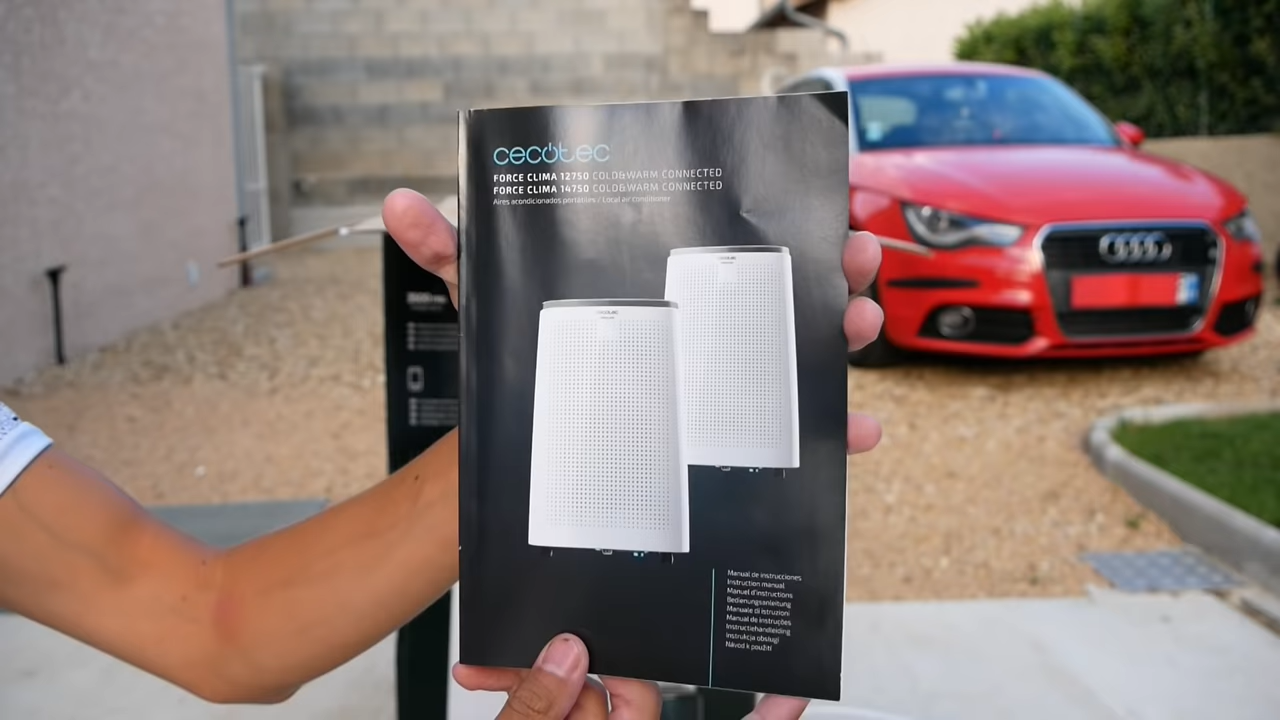 cecotec
FORCE CLIMA 12750 COLD&WARM CONNECTED
FORCE CLIMA 14750 COLD&WARM CONNECTED
Aires acondicionados portátiles / Local air conditioner
Manual de instrucciones
Instruction manual
Manuel d'instructions
Bedienungsanleitung
Manuale di istruzioni
Manual de instruções
Instructiehandleiding
Instrukcja obsługi
Návod k použití